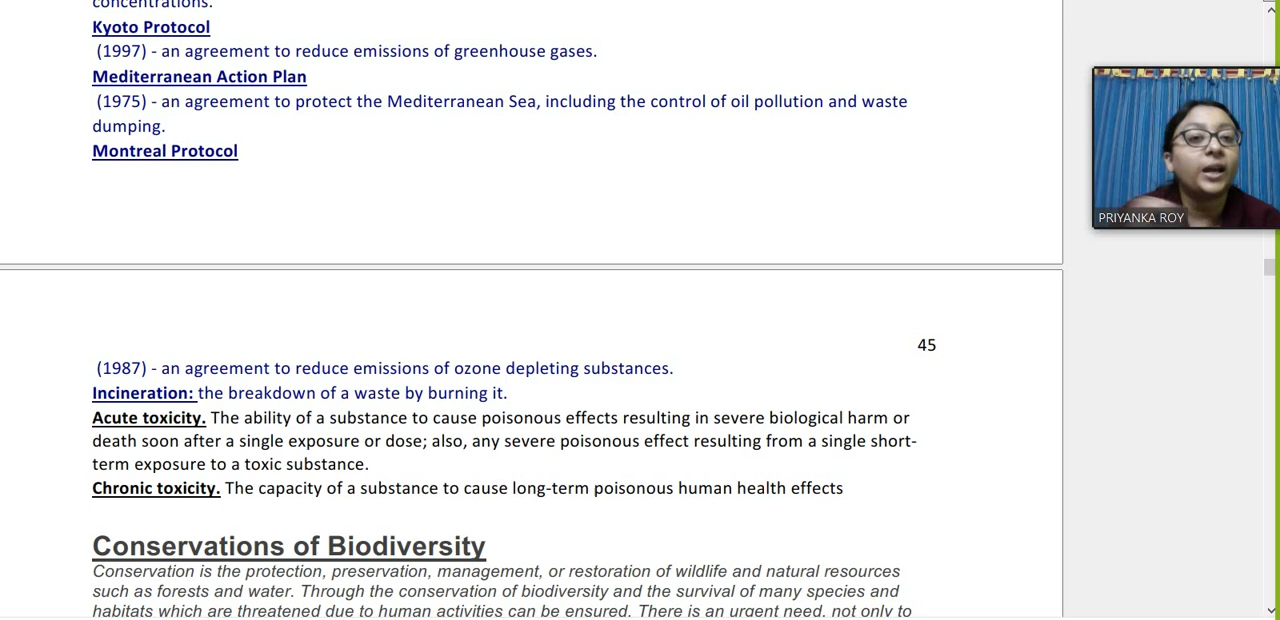 concentrations.
Kyoto Protocol
(1997) - an agreement to reduce emissions of greenhouse gases.
Mediterranean Action Plan
(1975) - an agreement to protect the Mediterranean Sea, including the control of oil pollution and waste
dumping.
Montreal Protocol
PRIYANKA ROY
45
(1987) - an agreement to reduce emissions of ozone depleting substances.
Incineration: the breakdown of a waste by burning it.
Acute toxicity. The ability of a substance to cause poisonous effects resulting in severe biological harm or
death soon after a single exposure or dose; also, any severe poisonous effect resulting from a single short-
term exposure to a toxic substance.
Chronic toxicity. The capacity of a substance to cause long-term poisonous human health effects
Conservations of Biodiversity
Conservation is the protection, preservation, management, or restoration of wildlife and natural resources
such as forests and water. Through the conservation of biodiversity and the survival of many species and
habitats which are threatened due to human activities can be ensured. There is an urgent need, not only to